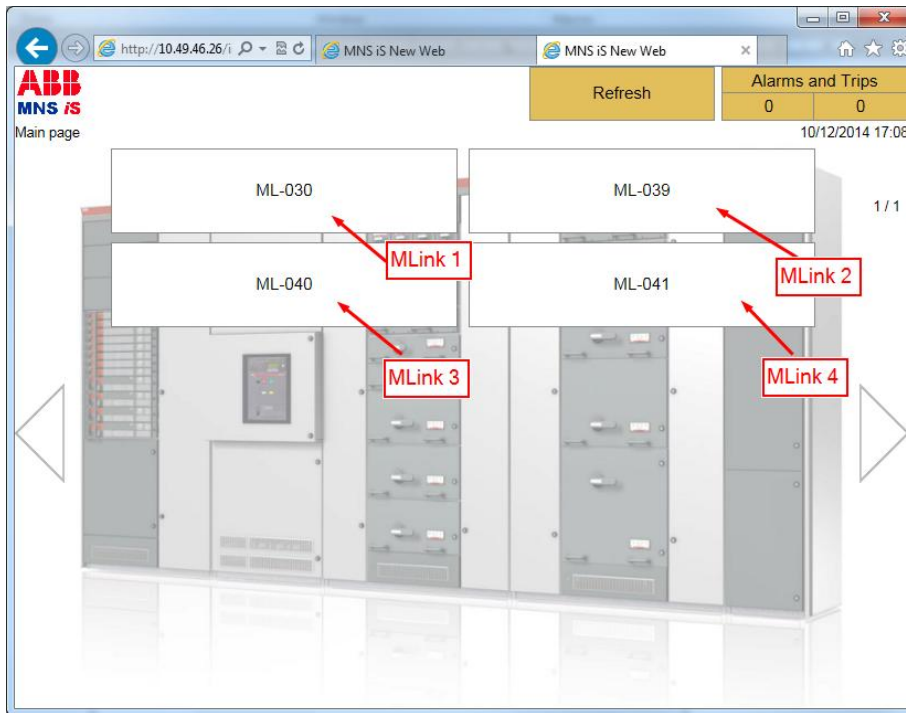 http://10.49.46.26/i
MNS iS New Web
MNS iS New Web
ABB
MNS iS
Refresh
Alarms and Trips
0 0
Main page
10/12/2014 17:08
ML-030
ML-039
1 / 1
MLink 1
MLink 2
ML-040
ML-041
MLink 3
MLink 4